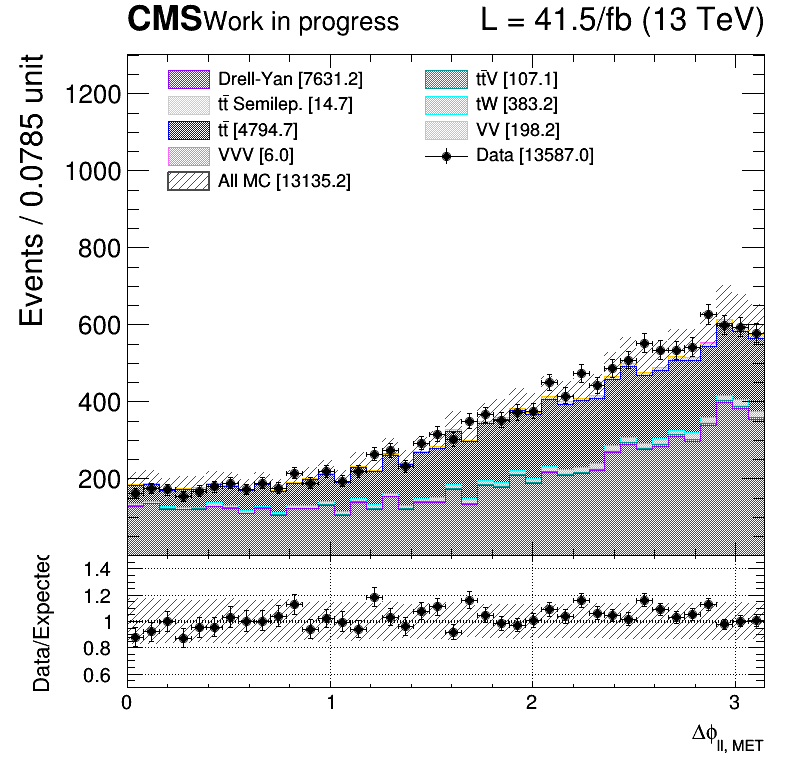 CMS Work in progress L = 41.5/fb (13 TeV)
Events / 0.0785 unit
Drell-Yan [7631.2]
tt̄ Semilep. [14.7]
tt̄ [4794.7]
VVV [6.0]
All MC [13135.2]
tt̄V [107.1]
tW [383.2]
VV [198.2]
Data [13587.0]
1200
1000
800
600
400
200
Data/Expected
1.4
1.2
1
0.8
0.6
0 1 2 3
Δϕll, MET